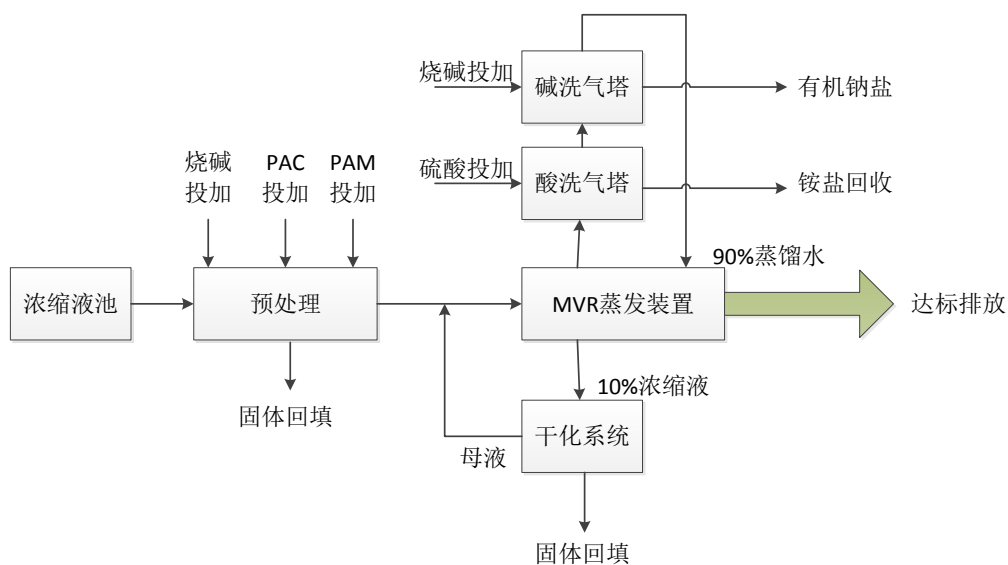 烧碱投加
碱洗气塔
有机钠盐
硫酸投加
酸洗气塔
铵盐回收
烧碱
投加
PAC
投加
PAM
投加
90%蒸馏水
浓缩液池
预处理
MVR蒸发装置
达标排放
10%浓缩液
固体回填
母液
干化系统
固体回填